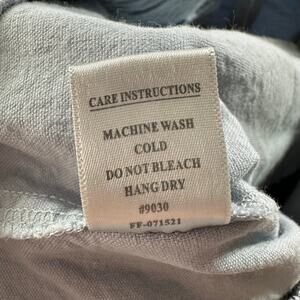 CARE INSTRUCTIONS
MACHINE WASH
COLD
DO NOT BLEACH
HANG DRY
#9030
FF-071521